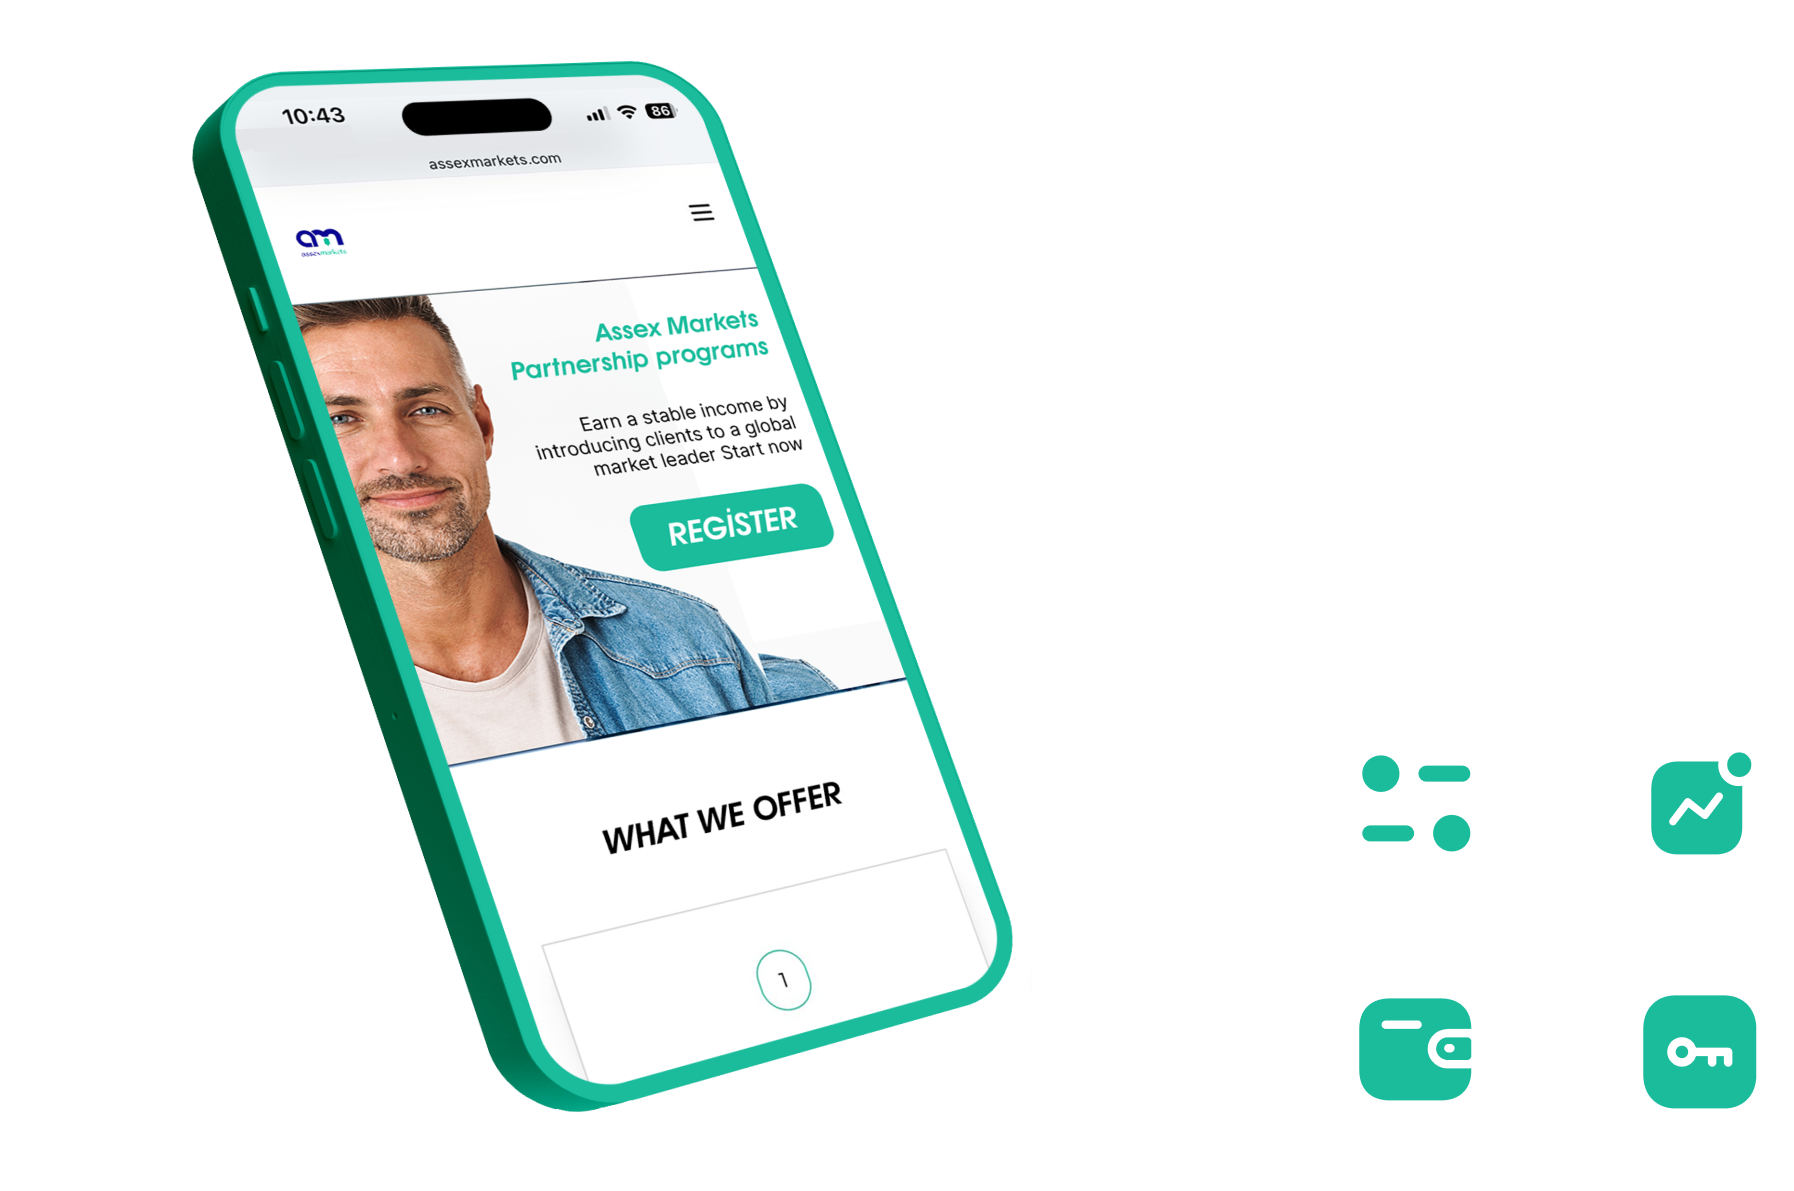 10:43
86
assexmarkets.com
am
assexmarkets
Assex Markets
Partnership programs
Earn a stable income by
introducing clients to a global
market leader Start now
REGİSTER
WHAT WE OFFER
1